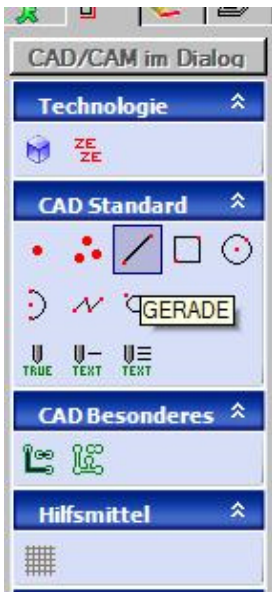 CAD/CAM im Dialog
Technologie
ZE
ZE
CAD Standard
GERADE
TRUE TEXT TEXT
CAD Besonderes
Hilfsmittel